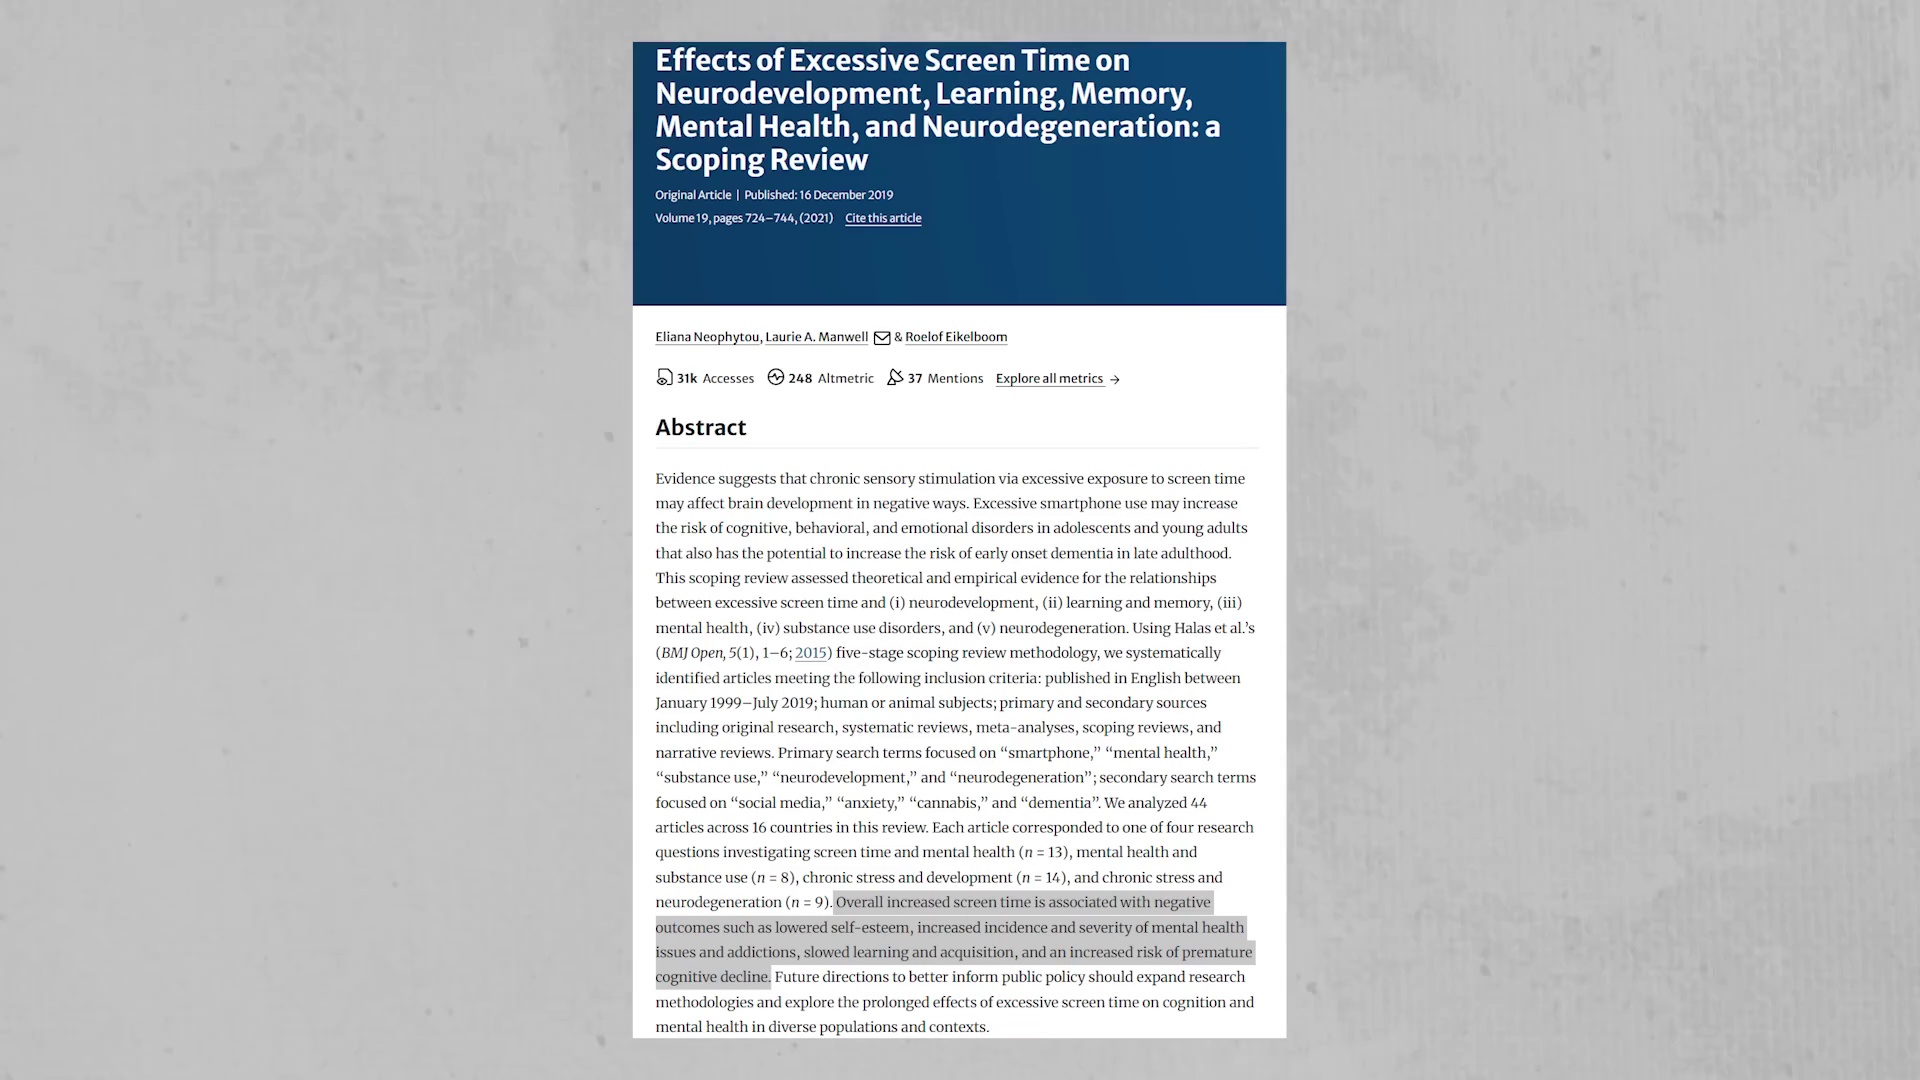 Effects of Excessive Screen Time on
Neurodevelopment, Learning, Memory,
Mental Health, and Neurodegeneration: a
Scoping Review
Original Article | Published: 16 December 2019
Volume 19, pages 724–744, (2021) Cite this article
Eliana Neophytou, Laurie A. Manwell & Roelof Eikelboom
31k Accesses 248 Altmetric 37 Mentions Explore all metrics →
Abstract
Evidence suggests that chronic sensory stimulation via excessive exposure to screen time
may affect brain development in negative ways. Excessive smartphone use may increase
the risk of cognitive, behavioral, and emotional disorders in adolescents and young adults
that also has the potential to increase the risk of early onset dementia in late adulthood.
This scoping review assessed theoretical and empirical evidence for the relationships
between excessive screen time and (i) neurodevelopment, (ii) learning and memory, (iii)
mental health, (iv) substance use disorders, and (v) neurodegeneration. Using Halas et al.’s
(BMJ Open, 5(1), 1–6; 2015) five-stage scoping review methodology, we systematically
identified articles meeting the following inclusion criteria: published in English between
January 1999–July 2019; human or animal subjects; primary and secondary sources
including original research, systematic reviews, meta-analyses, scoping reviews, and
narrative reviews. Primary search terms focused on “smartphone,” “mental health,”
“substance use,” “neurodevelopment,” and “neurodegeneration”; secondary search terms
focused on “social media,” “anxiety,” “cannabis,” and “dementia”. We analyzed 44
articles across 16 countries in this review. Each article corresponded to one of four research
questions investigating screen time and mental health (n = 13), mental health and
substance use (n = 8), chronic stress and development (n = 14), and chronic stress and
neurodegeneration (n = 9). Overall increased screen time is associated with negative
outcomes such as lowered self-esteem, increased incidence and severity of mental health
issues and addictions, slowed learning and acquisition, and an increased risk of premature
cognitive decline. Future directions to better inform public policy should expand research
methodologies and explore the prolonged effects of excessive screen time on cognition and
mental health in diverse populations and contexts.